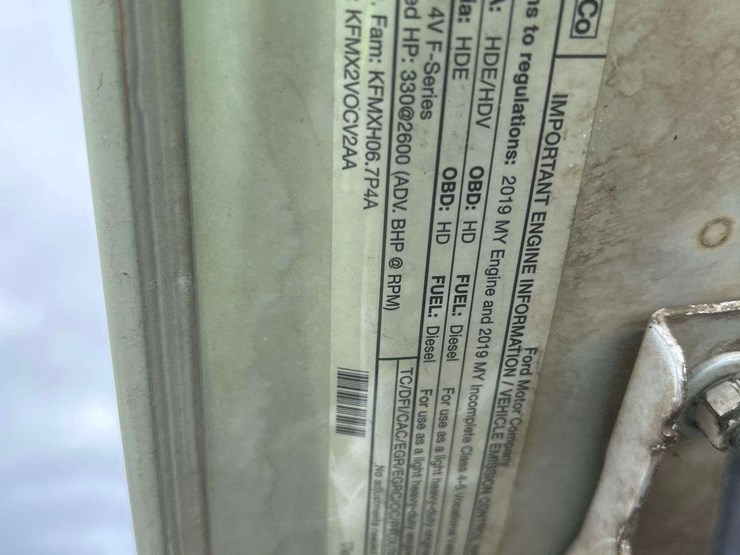 Co
IMPORTANT ENGINE INFORMATION / VEHICLE EMISSION
Ford Motor Company
ns to regulations: 2019 MY Engine and 2019 MY Incomplete Class 4-5
A: HDE/HDV OBD: HD FUEL: Diesel For use as a light heavy-duty
ia: HDE OBD: HD FUEL: Diesel For use as a light heavy-duty
4V F-Series
ed HP: 330@2600 (ADV. BHP @ RPM) TC/DFI/CAC/EGR/EGRC/OC
. Fam: KFMXH06.7P4A No adjustments
: KFMX2VOCV2AA